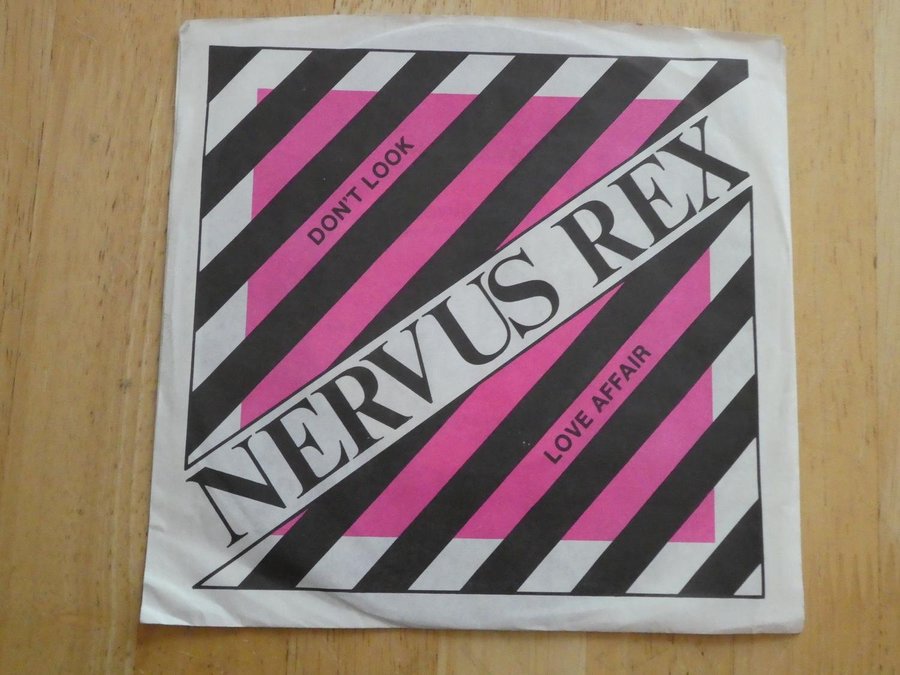 DON'T LOOK
NERVUS REX
LOVE AFFAIR